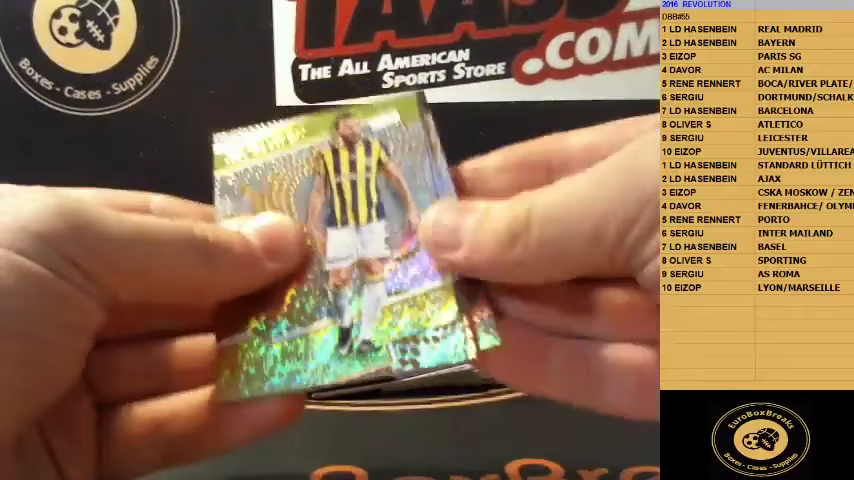 Boxes - Cases - Supplies
THE ALL AMERICAN
SPORTS STORE
.COM
2016 REVOLUTION
DBB#55
1 LD HASENBEIN REAL MADRID
2 LD HASENBEIN BAYERN
3 EIZOP PARIS SG
4 DAVOR AC MILAN
5 RENE RENNERT BOCA/RIVER PLATE/
6 SERGIU DORTMUND/SCHALK
7 LD HASENBEIN BARCELONA
8 OLIVER S ATLETICO
9 SERGIU LEICESTER
10 EIZOP JUVENTUS/VILLAREA
1 LD HASENBEIN STANDARD LÜTTICH
2 LD HASENBEIN AJAX
3 EIZOP CSKA MOSKOW / ZEN
4 DAVOR FENERBAHCE/ OLYM
5 RENE RENNERT PORTO
6 SERGIU INTER MAILAND
7 LD HASENBEIN BASEL
8 OLIVER S SPORTING
9 SERGIU AS ROMA
10 EIZOP LYON/MARSEILLE
EuroBoxBreaks
Boxes - Cases - Supplies